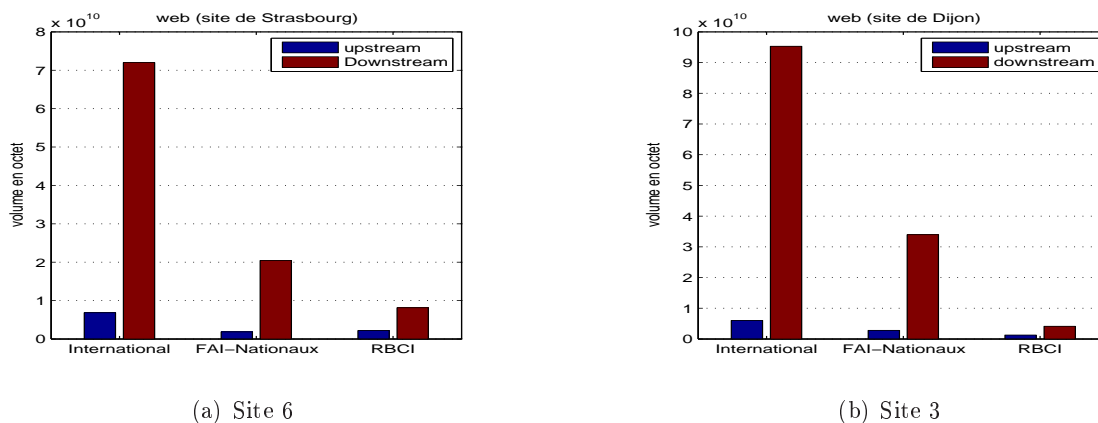 web (site de Strasbourg)
x 10^10
8
7
6
5
4
3
2
1
0
volume en octet
upstream
Downstream
International FAI-Nationaux RBCI
(a) Site 6
web (site de Dijon)
x 10^10
10
9
8
7
6
5
4
3
2
1
0
volume en octet
upstream
downstream
International FAI-Nationaux RBCI
(b) Site 3